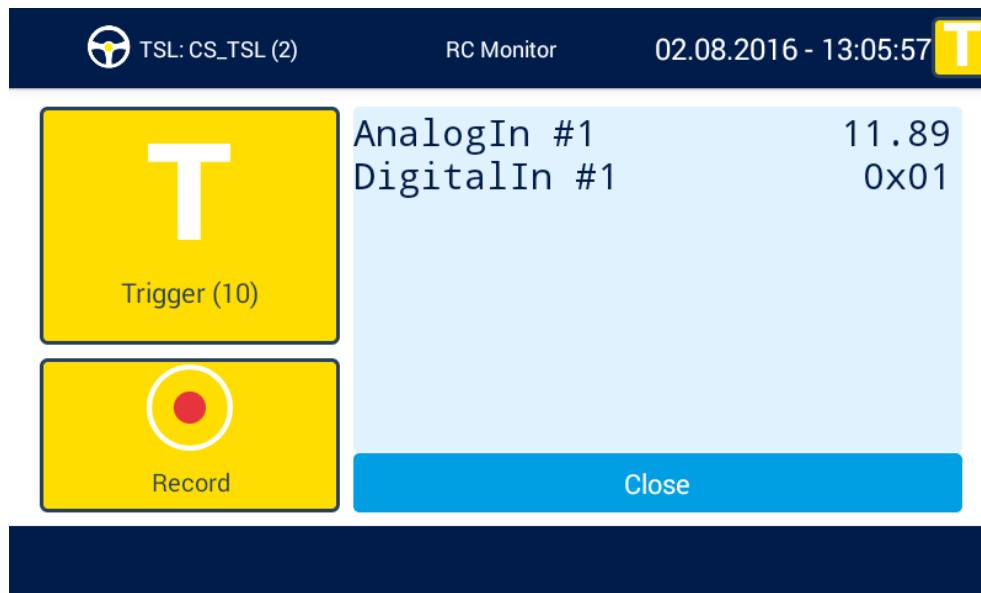 TSL: CS_TSL (2) RC Monitor 02.08.2016 - 13:05:57 T
T
Trigger (10)
Record
AnalogIn #1 11.89
DigitalIn #1 0x01
Close